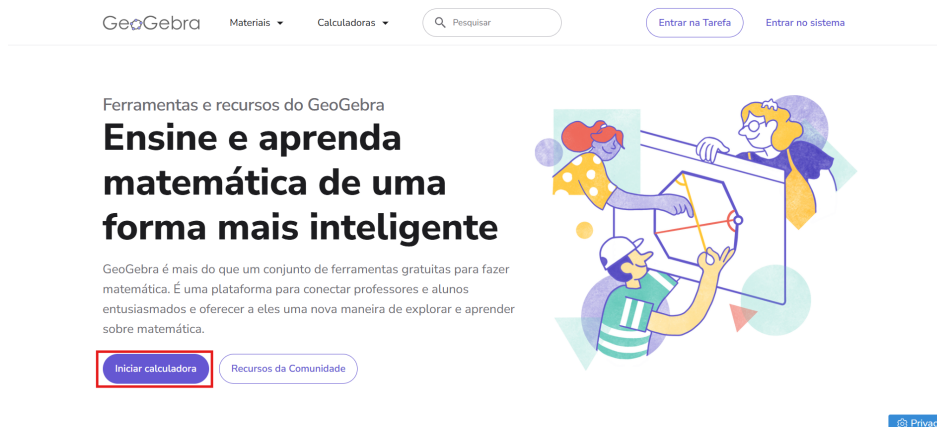 GeoGebra
Materiais
Calculadoras
Pesquisar
Entrar na Tarefa
Entrar no sistema
Ferramentas e recursos do GeoGebra
Ensine e aprenda
matemática de uma
forma mais inteligente
GeoGebra é mais do que um conjunto de ferramentas gratuitas para fazer
matemática. É uma plataforma para conectar professores e alunos
entusiasmados e oferecer a eles uma nova maneira de explorar e aprender
sobre matemática.
Iniciar calculadora
Recursos da Comunidade
Privac